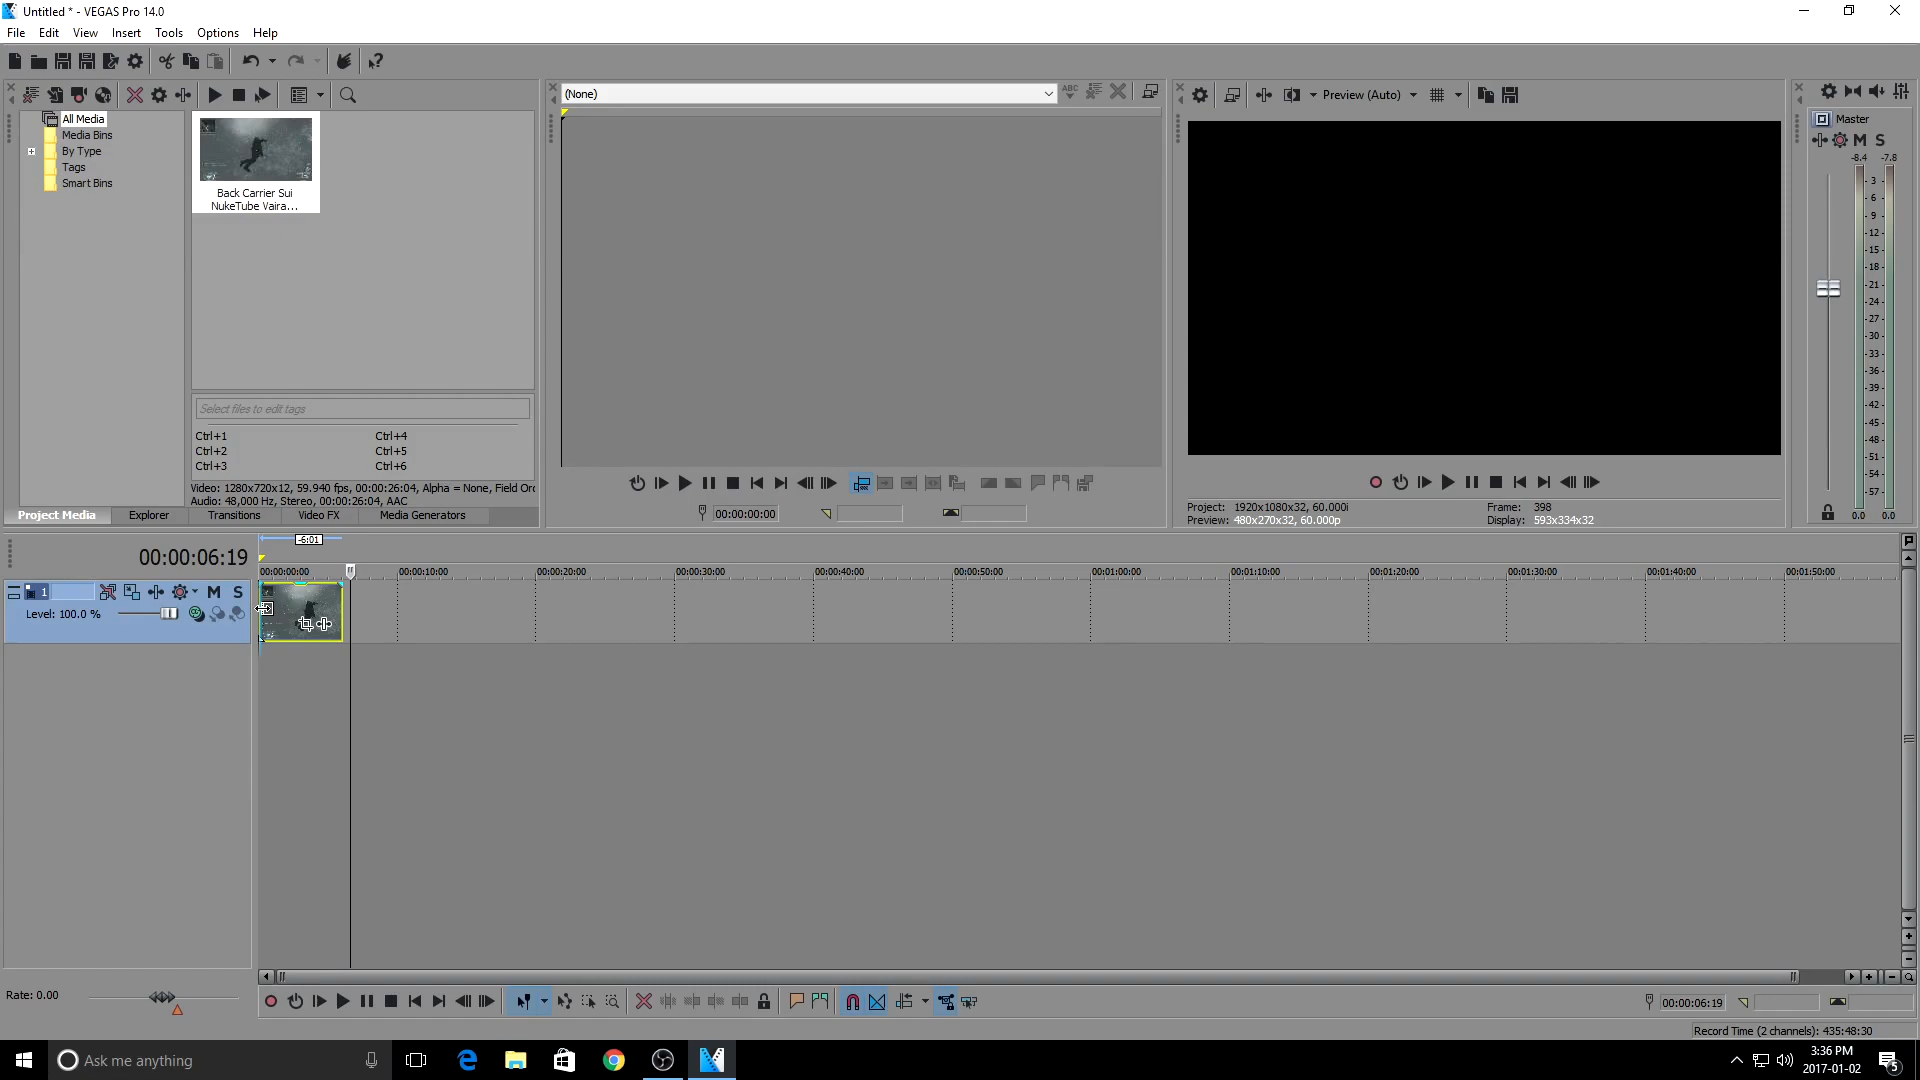 Untitled * - VEGAS Pro 14.0
File Edit View Insert Tools Options Help
(None)
Preview (Auto)
All Media
Media Bins
By Type
Tags
Smart Bins
Back Carrier Sui
NukeTube Vaira...
Master
M S
-8.4 -7.8
3
6
9
12
15
18
21
24
27
30
33
36
39
42
45
48
51
54
57
0.0 0.0
Select files to edit tags
Ctrl+1 Ctrl+4
Ctrl+2 Ctrl+5
Ctrl+3 Ctrl+6
Video: 1280x720x12, 59.940 fps, 00:00:26:04, Alpha = None, Field Orc
Audio: 48,000 Hz, Stereo, 00:00:26:04, AAC
Project Media Explorer Transitions Video FX Media Generators
00:00:00:00
Project: 1920x1080x32, 60.000i Frame: 398
Preview: 480x270x32, 60.000p Display: 593x334x32
-6:01
00:00:06:19
00:00:00:00 00:00:10:00 00:00:20:00 00:00:30:00 00:00:40:00 00:00:50:00 00:01:00:00 00:01:10:00 00:01:20:00 00:01:30:00 00:01:40:00 00:01:50:00
1 M S
Level: 100.0 %
Rate: 0.00
00:00:06:19
Record Time (2 channels): 435:48:30
Ask me anything
3:36 PM
2017-01-02
5